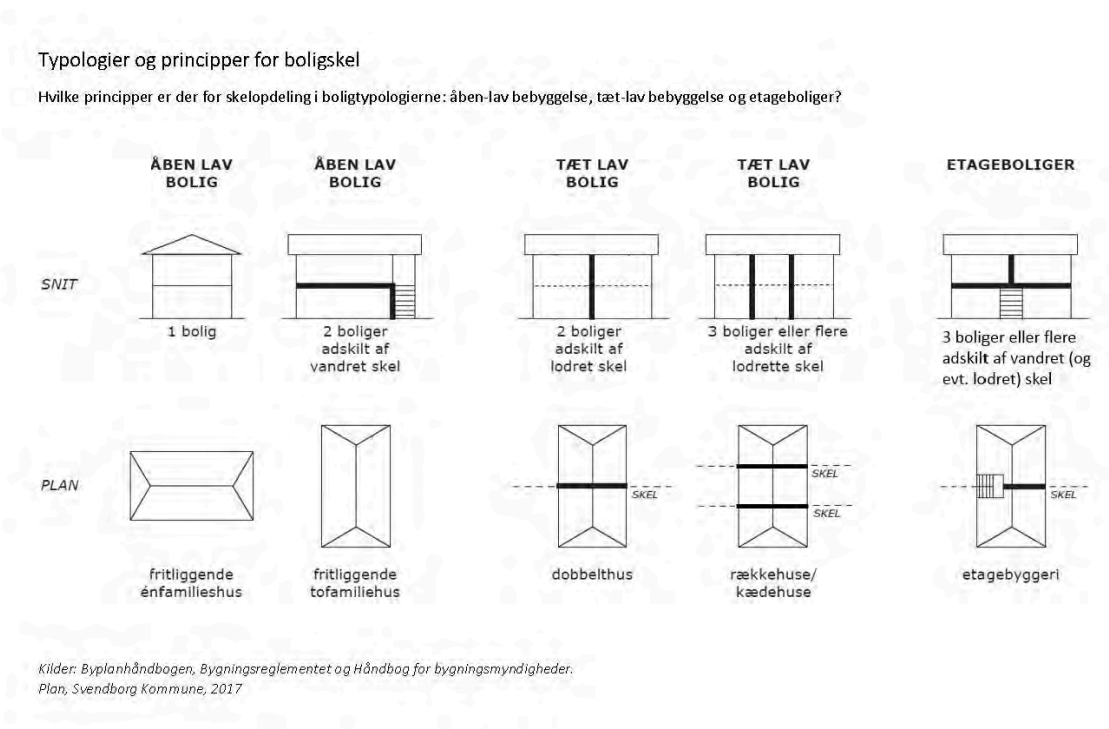 Typologier og principper for boligskel
Hvilke principper er der for skelopdeling i boligtypologierne: åben-lav bebyggelse, tæt-lav bebyggelse og etageboliger?
ÅBEN LAV
BOLIG
ÅBEN LAV
BOLIG
TÆT LAV
BOLIG
TÆT LAV
BOLIG
ETAGEBOLIGER
SNIT
1 bolig
2 boliger
adskilt af
vandret skel
2 boliger
adskilt af
lodret skel
3 boliger eller flere
adskilt af
lodrette skel
3 boliger eller flere
adskilt af vandret (og
evt. lodret) skel
PLAN
SKEL
SKEL
SKEL
SKEL
fritliggende
énfamilieshus
fritliggende
tofamiliehus
dobbelthus
rækkehuse/
kædehuse
etagebyggeri
Kilder: Byplanhåndbogen, Bygningsreglementet og Håndbog for bygningsmyndigheder.
Plan, Svendborg Kommune, 2017